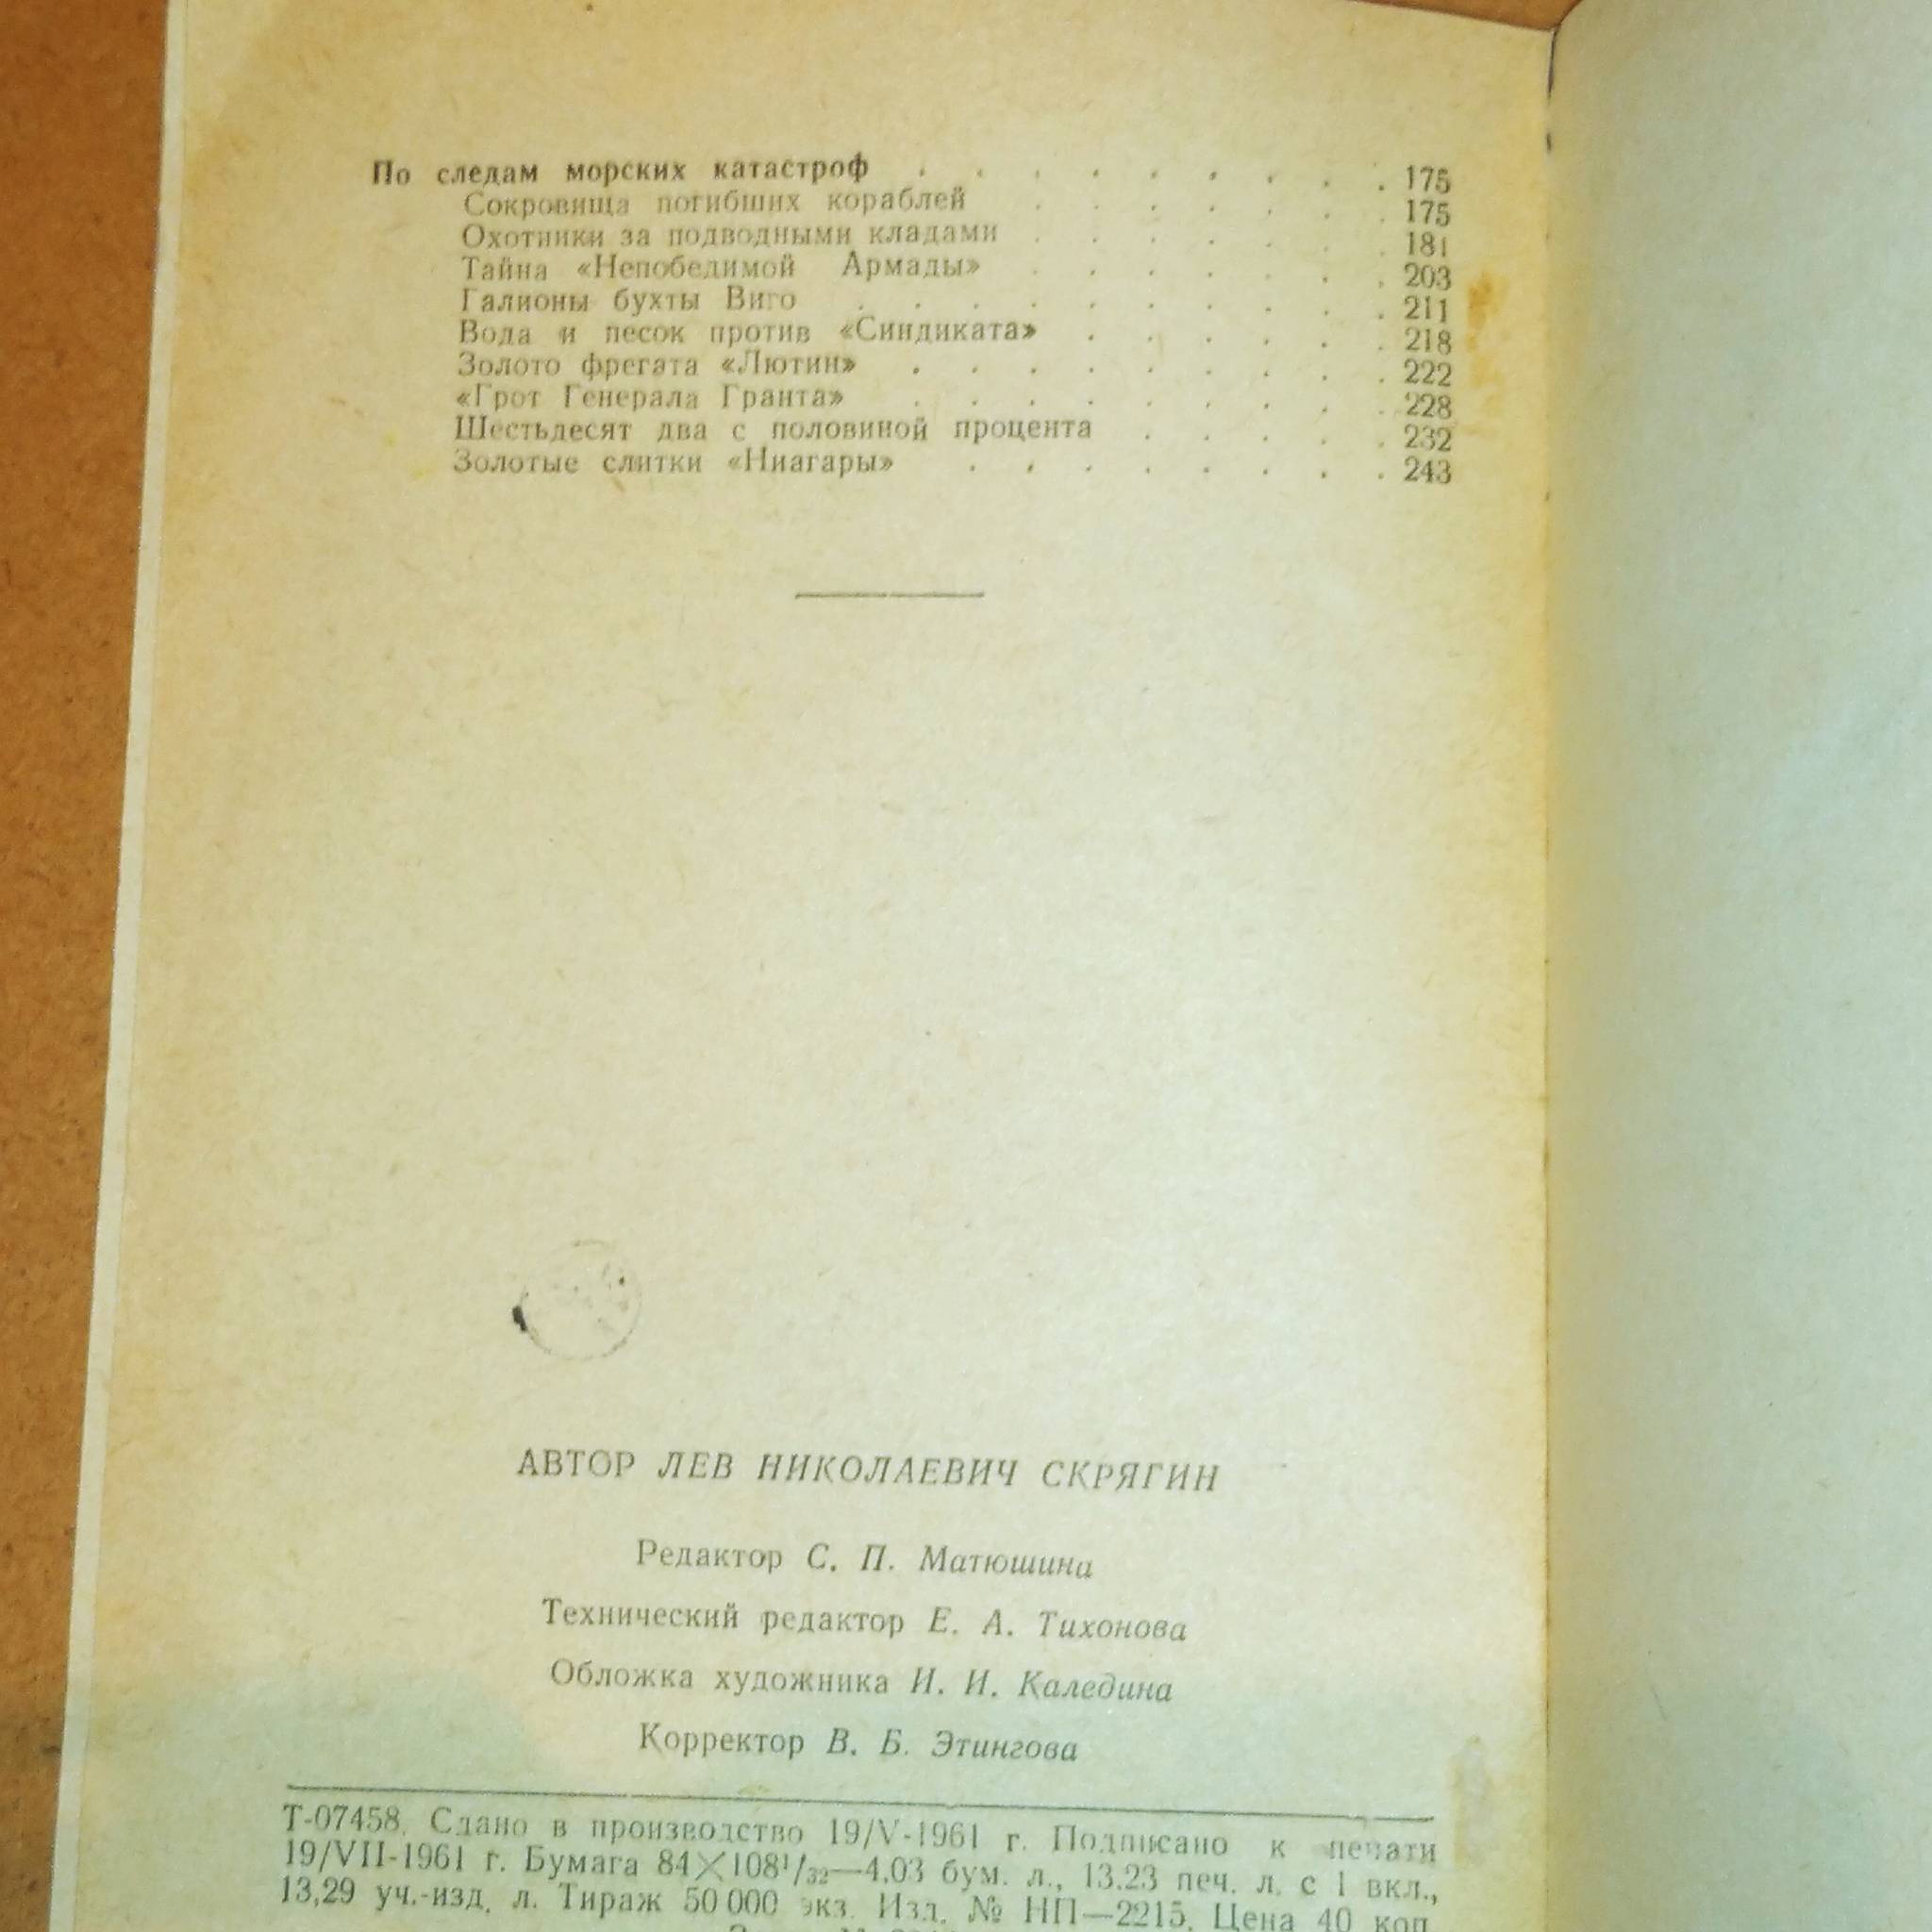 По следам морских катастроф . . . . . . . . . 175
Сокровища погибших кораблей . . . . . . . 175
Охотники за подводными кладами . . . . . . . 181
Тайна «Непобедимой Армады» . . . . . . . 203
Галионы бухты Виго . . . . . . . . . . 211
Вода и песок против «Синдиката» . . . . . . 218
Золото фрегата «Лютин» . . . . . . . . . 222
«Грот Генерала Гранта» . . . . . . . . . 228
Шестьдесят два с половиной процента . . . . . 232
Золотые слитки «Ниагары» . . . . . . . . 243
АВТОР ЛЕВ НИКОЛАЕВИЧ СКРЯГИН
Редактор С. П. Матюшина
Технический редактор Е. А. Тихонова
Обложка художника И. И. Каледина
Корректор В. Б. Этингова
Т-07458. Сдано в производство 19/V-1961 г. Подписано к печати
19/VII-1961 г. Бумага 84×108¹/₃₂—4,03 бум. л., 13,23 печ. л. с 1 вкл.,
13,29 уч.-изд. л. Тираж 50 000 экз. Изд. № НП—2215. Цена 40 коп.